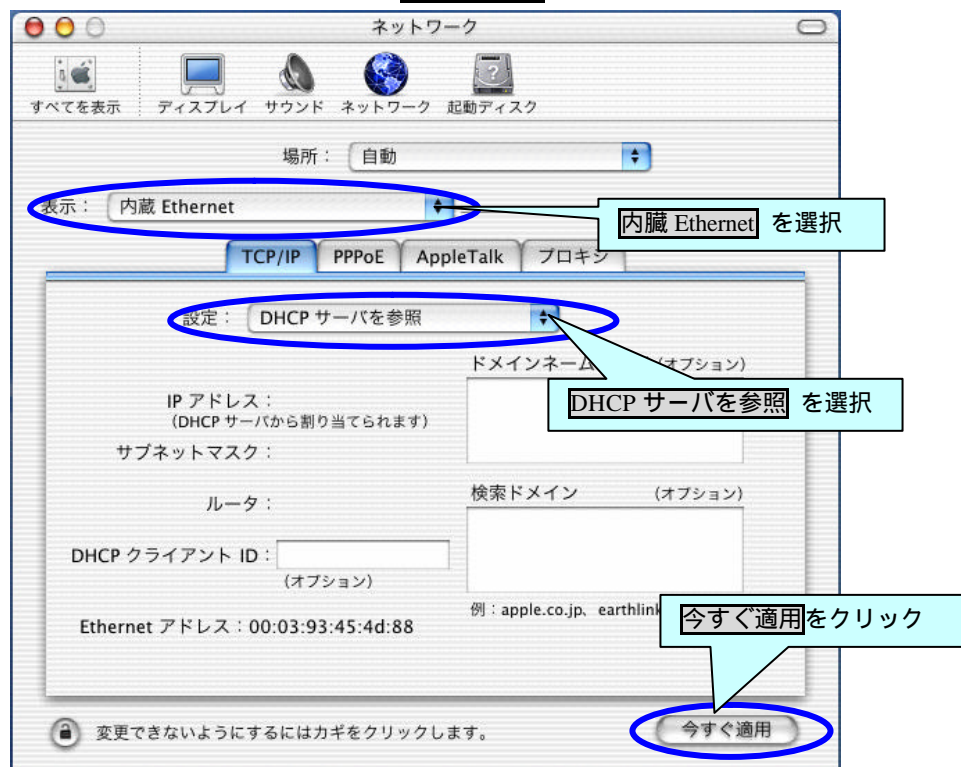 ネットワーク
すべてを表示 ディスプレイ サウンド ネットワーク 起動ディスク
場所： 自動
表示： 内蔵 Ethernet
内臓 Ethernet を選択
TCP/IP PPPoE AppleTalk プロキシ
設定： DHCP サーバを参照
ドメインネーム (オプション)
DHCP サーバを参照 を選択
IP アドレス：
(DHCP サーバから割り当てられます)
サブネットマスク：
検索ドメイン (オプション)
ルータ：
DHCP クライアント ID：
(オプション)
例：apple.co.jp、earthlink
今すぐ適用をクリック
Ethernet アドレス：00:03:93:45:4d:88
変更できないようにするにはカギをクリックします。
今すぐ適用